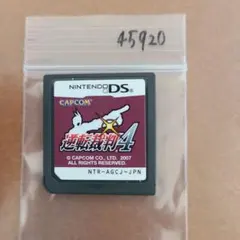 45920
NINTENDO DS
CAPCOM
逆転裁判4
© CAPCOM CO., LTD. 2007
ALL RIGHTS RESERVED.
NTR-AGCJ-JPN